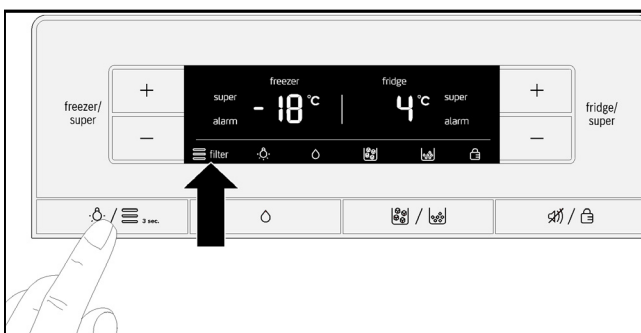 freezer/
super
+
−
freezer
super
alarm
-18°C
fridge
4°C
super
alarm
filter
+
−
fridge/
super
/
3 sec.
/
/